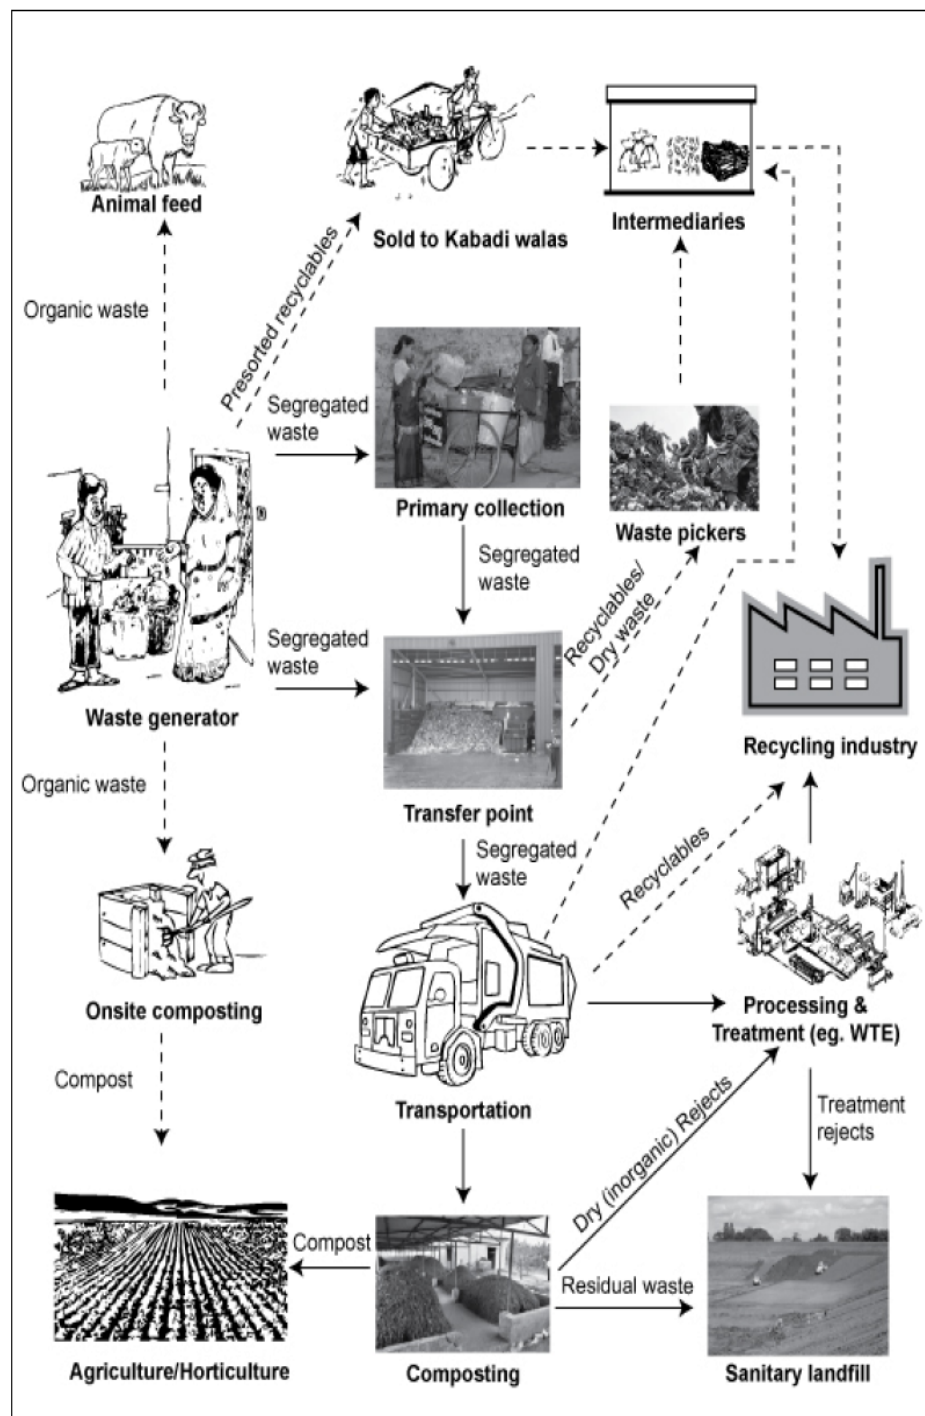 Animal feed
Sold to Kabadi walas
Intermediaries
Organic waste
Presorted recyclables
Segregated
waste
Primary collection
Waste pickers
Segregated
waste
Segregated
waste
Recyclables/
Dry waste
Waste generator
Recycling industry
Organic waste
Transfer point
Segregated
waste
Recyclables
Onsite composting
Processing &
Treatment (eg. WTE)
Compost
Transportation
Treatment
rejects
Dry (inorganic) Rejects
Compost
Residual waste
Agriculture/Horticulture
Composting
Sanitary landfill